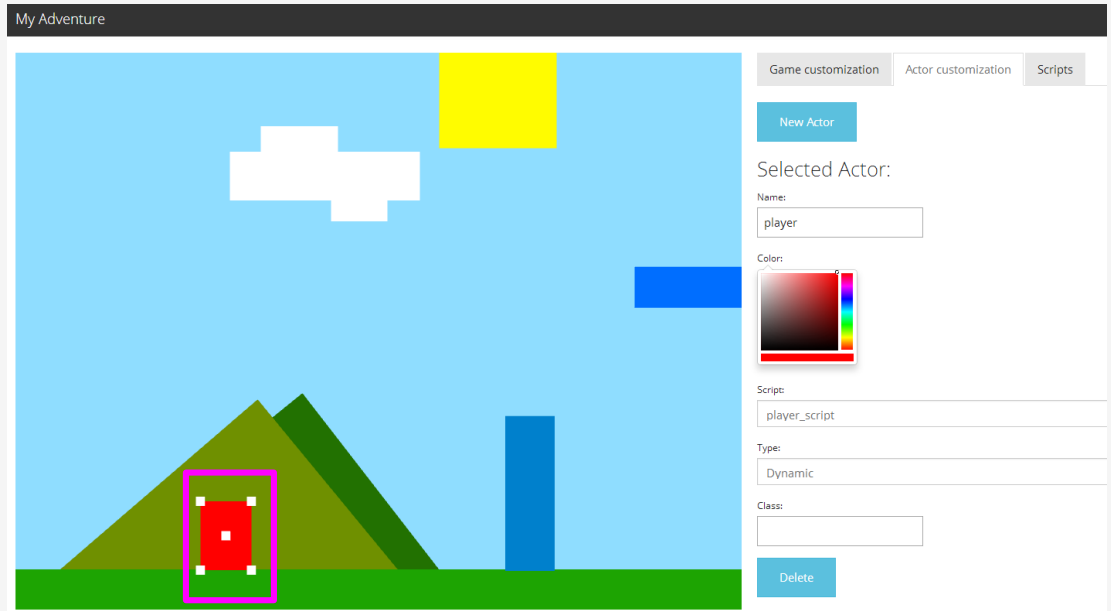 My Adventure
Game customization
Actor customization
Scripts
New Actor
Selected Actor:
Name:
player
Color:
Script:
player_script
Type:
Dynamic
Class:
Delete